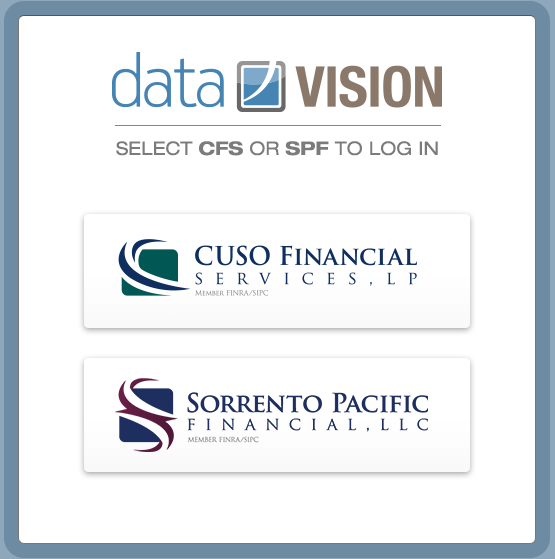 data VISION
SELECT CFS OR SPF TO LOG IN
CUSO FINANCIAL
SERVICES, LP
MEMBER FINRA/SIPC
SORRENTO PACIFIC
FINANCIAL, LLC
MEMBER FINRA/SIPC